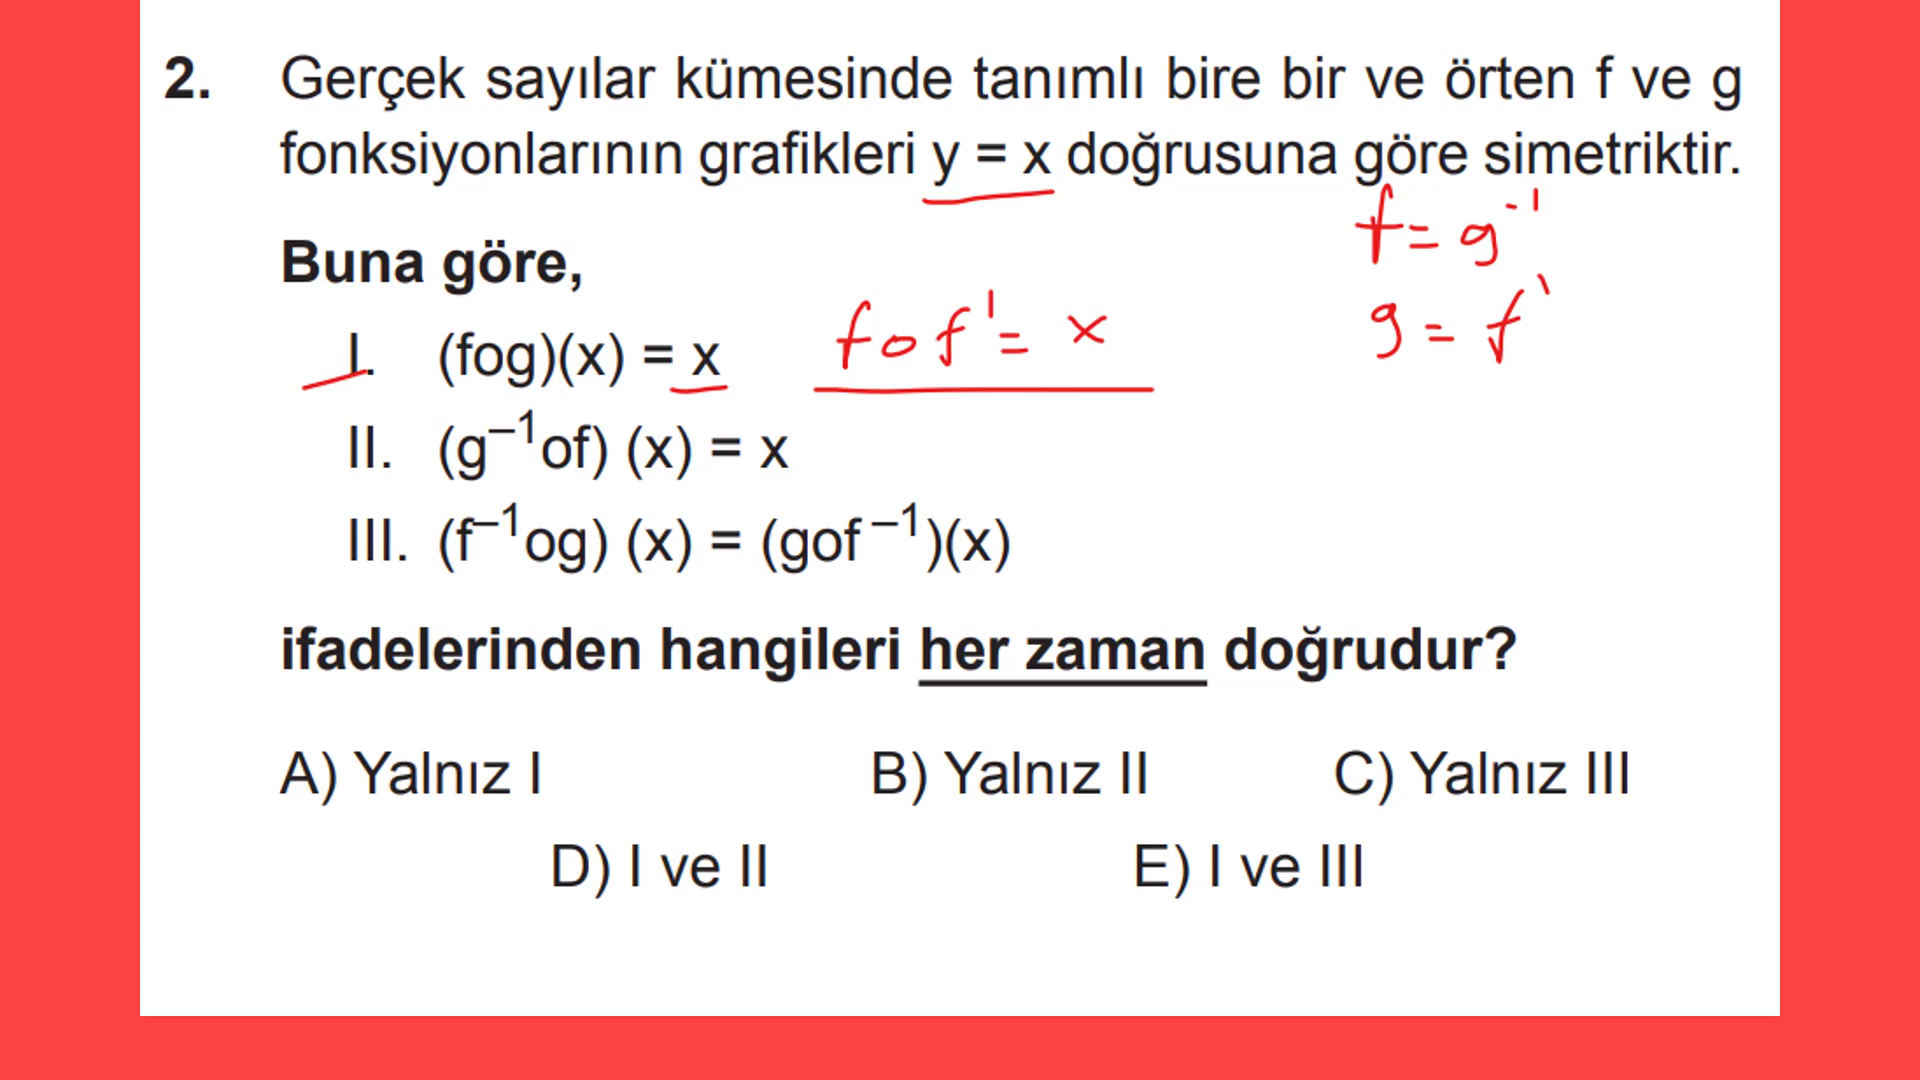 2. Gerçek sayılar kümesinde tanımlı bire bir ve örten f ve g
fonksiyonlarının grafikleri y = x doğrusuna göre simetriktir.
f = g⁻¹
Buna göre,
g = f⁻¹
I. (fog)(x) = x f o f⁻¹ = x
II. (g⁻¹of) (x) = x
III. (f⁻¹og) (x) = (gof⁻¹)(x)
ifadelerinden hangileri her zaman doğrudur?
A) Yalnız I B) Yalnız II C) Yalnız III
D) I ve II E) I ve III